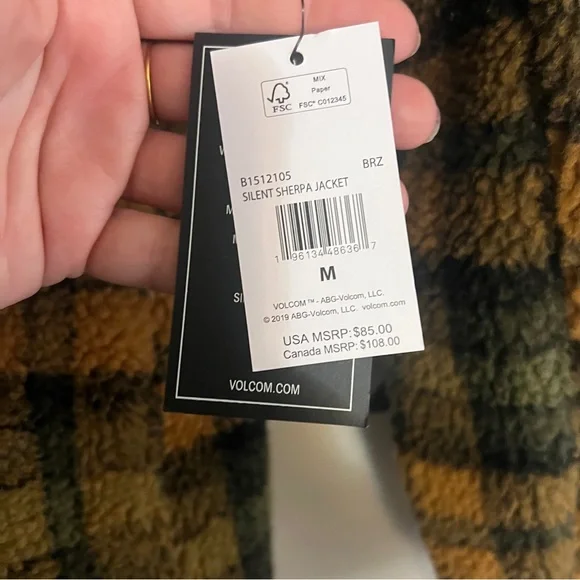 FSC
MIX
Paper
FSC® C012345
B1512105 BRZ
SILENT SHERPA JACKET
1 96134 48636 7
M
VOLCOM™ - ABG-Volcom, LLC.
© 2019 ABG-Volcom, LLC. volcom.com
USA MSRP: $85.00
Canada MSRP: $108.00
VOLCOM.COM